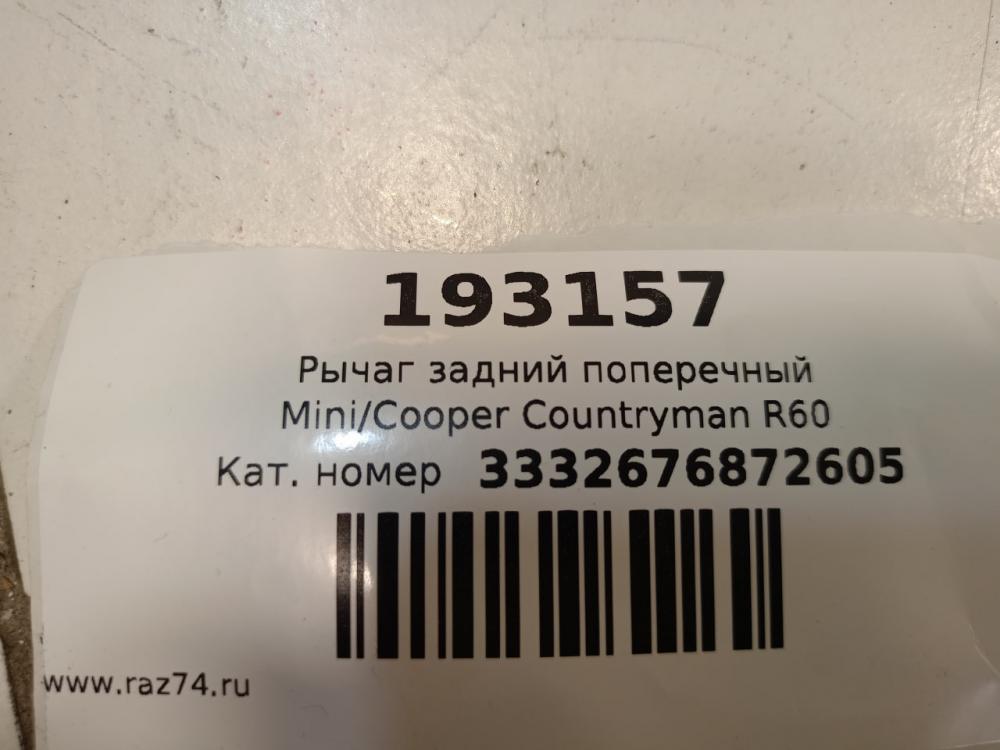 193157
Рычаг задний поперечный
Mini/Cooper Countryman R60
Кат. номер 3332676872605
www.raz74.ru